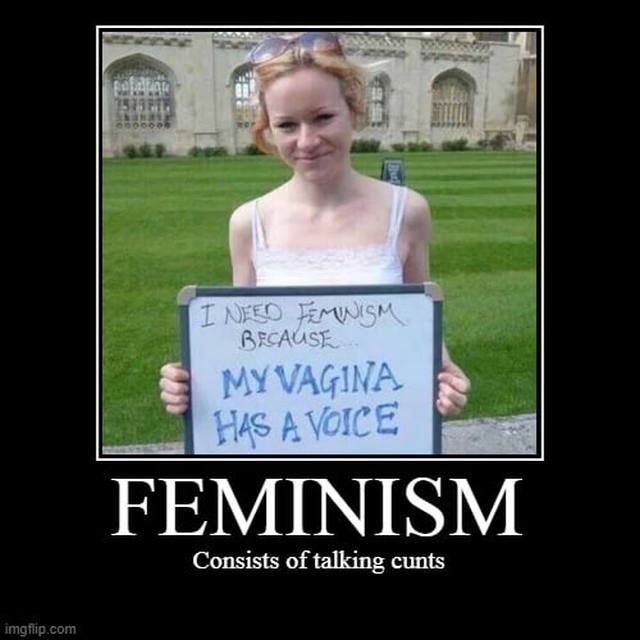 I NEED FEMINISM
BECAUSE...
MY VAGINA
HAS A VOICE
FEMINISM
Consists of talking cunts
imgflip.com